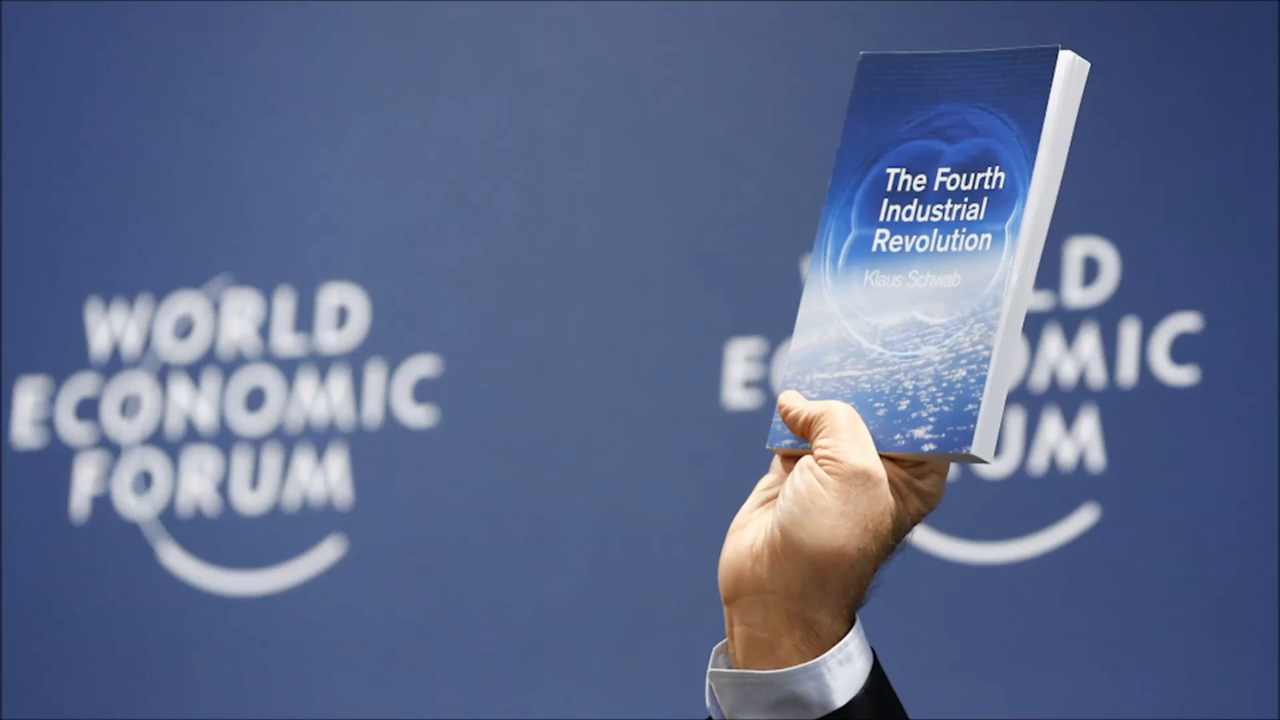 WORLD
ECONOMIC
FORUM
The Fourth
Industrial
Revolution
Klaus Schwab